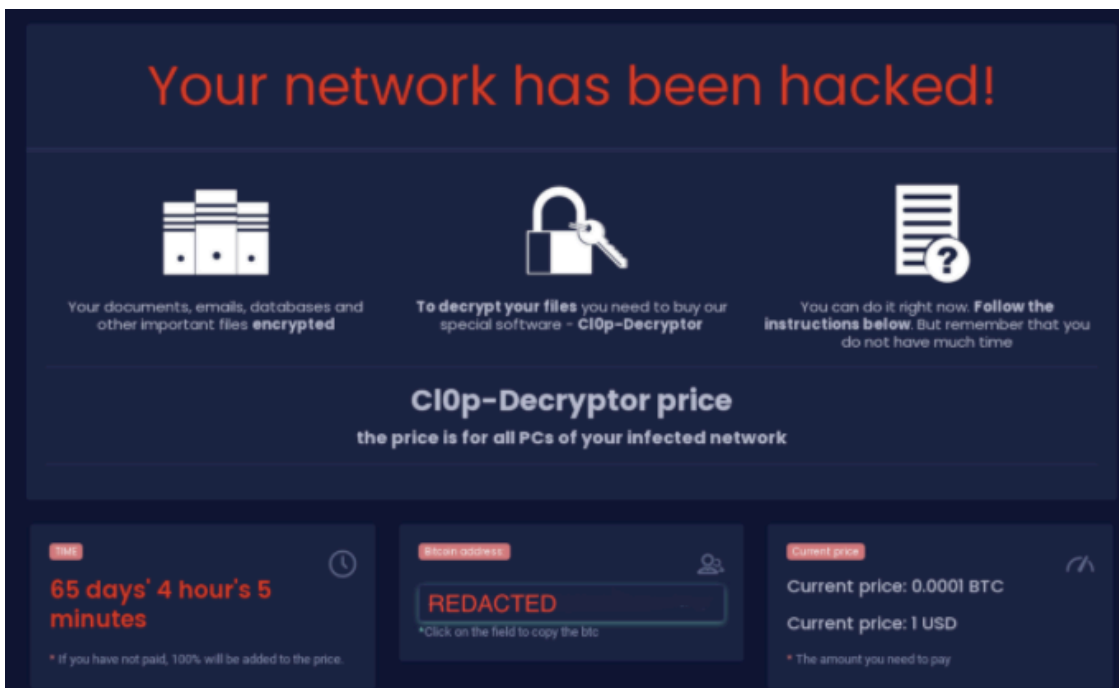 Your network has been hacked!
Your documents, emails, databases and
other important files encrypted
To decrypt your files you need to buy our
special software - Cl0p-Decryptor
You can do it right now. Follow the
instructions below. But remember that you
do not have much time
?
Cl0p-Decryptor price
the price is for all PCs of your infected network
TIME
65 days' 4 hour's 5
minutes
* If you have not paid, 100% will be added to the price.
Bitcoin address:
REDACTED
*Click on the field to copy the btc
Current price
Current price: 0.0001 BTC
Current price: 1 USD
* The amount you need to pay